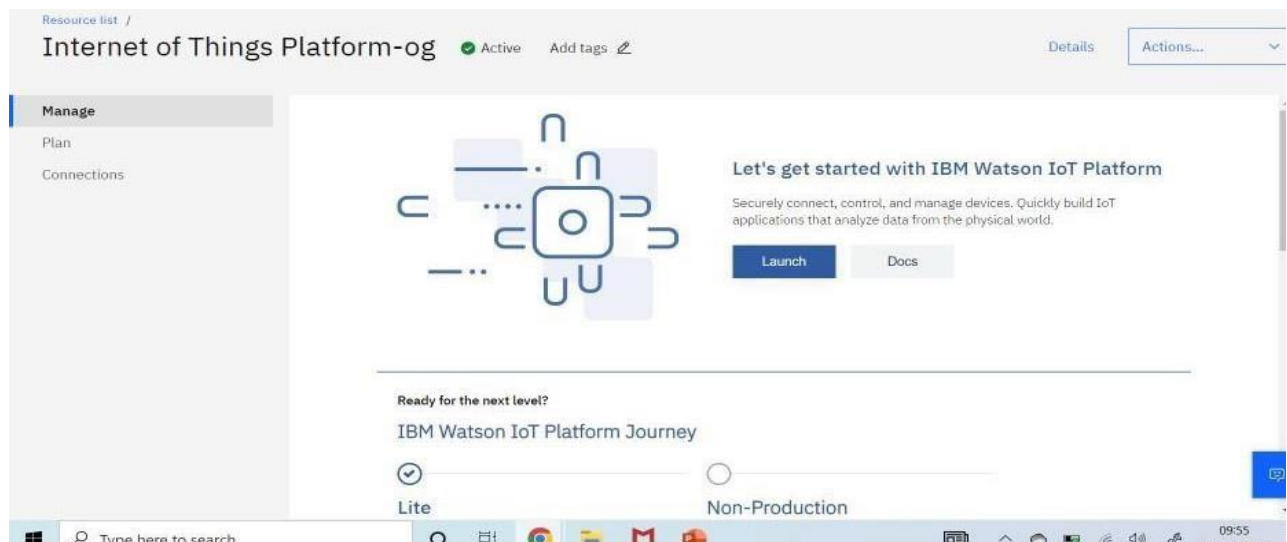 Resource list /
Internet of Things Platform-og Active Add tags Details Actions...
Manage
Plan
Connections
Let's get started with IBM Watson IoT Platform
Securely connect, control, and manage devices. Quickly build IoT
applications that analyze data from the physical world.
Launch Docs
Ready for the next level?
IBM Watson IoT Platform Journey
Lite Non-Production
Type here to search
09:55